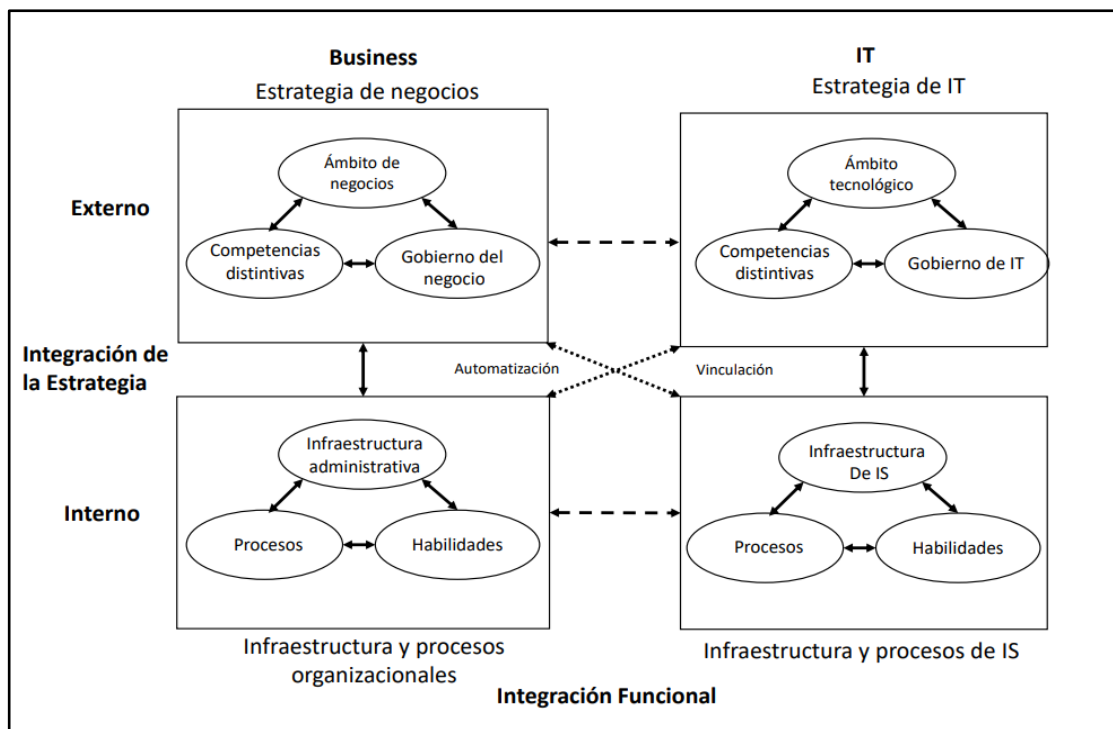 Business
Estrategia de negocios
IT
Estrategia de IT
Externo
Ámbito de
negocios
Competencias
distintivas
Gobierno del
negocio
Ámbito
tecnológico
Competencias
distintivas
Gobierno de IT
Integración de
la Estrategia
Automatización
Vinculación
Interno
Infraestructura
administrativa
Procesos
Habilidades
Infraestructura
De IS
Procesos
Habilidades
Infraestructura y procesos
organizacionales
Infraestructura y procesos de IS
Integración Funcional